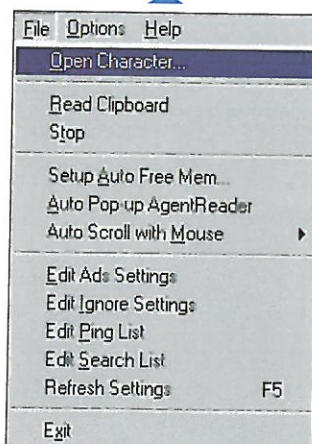 File Options Help
Open Character...
Read Clipboard
Stop
Setup Auto Free Mem...
Auto Pop-up AgentReader
Auto Scroll with Mouse
Edit Ads Settings
Edit Ignore Settings
Edit Ping List
Edit Search List
Refresh Settings F5
Exit